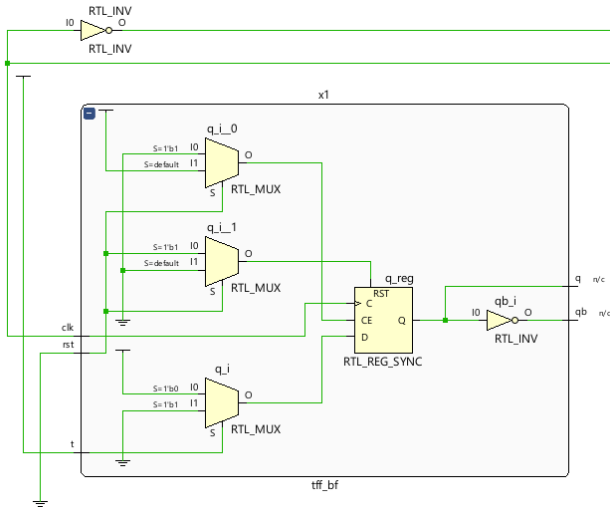 RTL_INV
I0 O
RTL_INV
x1
q_i__0
S=1'b1 I0
S=default I1 O
S RTL_MUX
q_i__1
S=1'b1 I0
S=default I1 O
S RTL_MUX
q_reg
RST
C
CE Q
D
RTL_REG_SYNC
q n/c
qb_i
I0 O
qb n/c
RTL_INV
clk
rst
q_i
S=1'b0 I0
S=1'b1 I1 O
S RTL_MUX
t
tff_bf